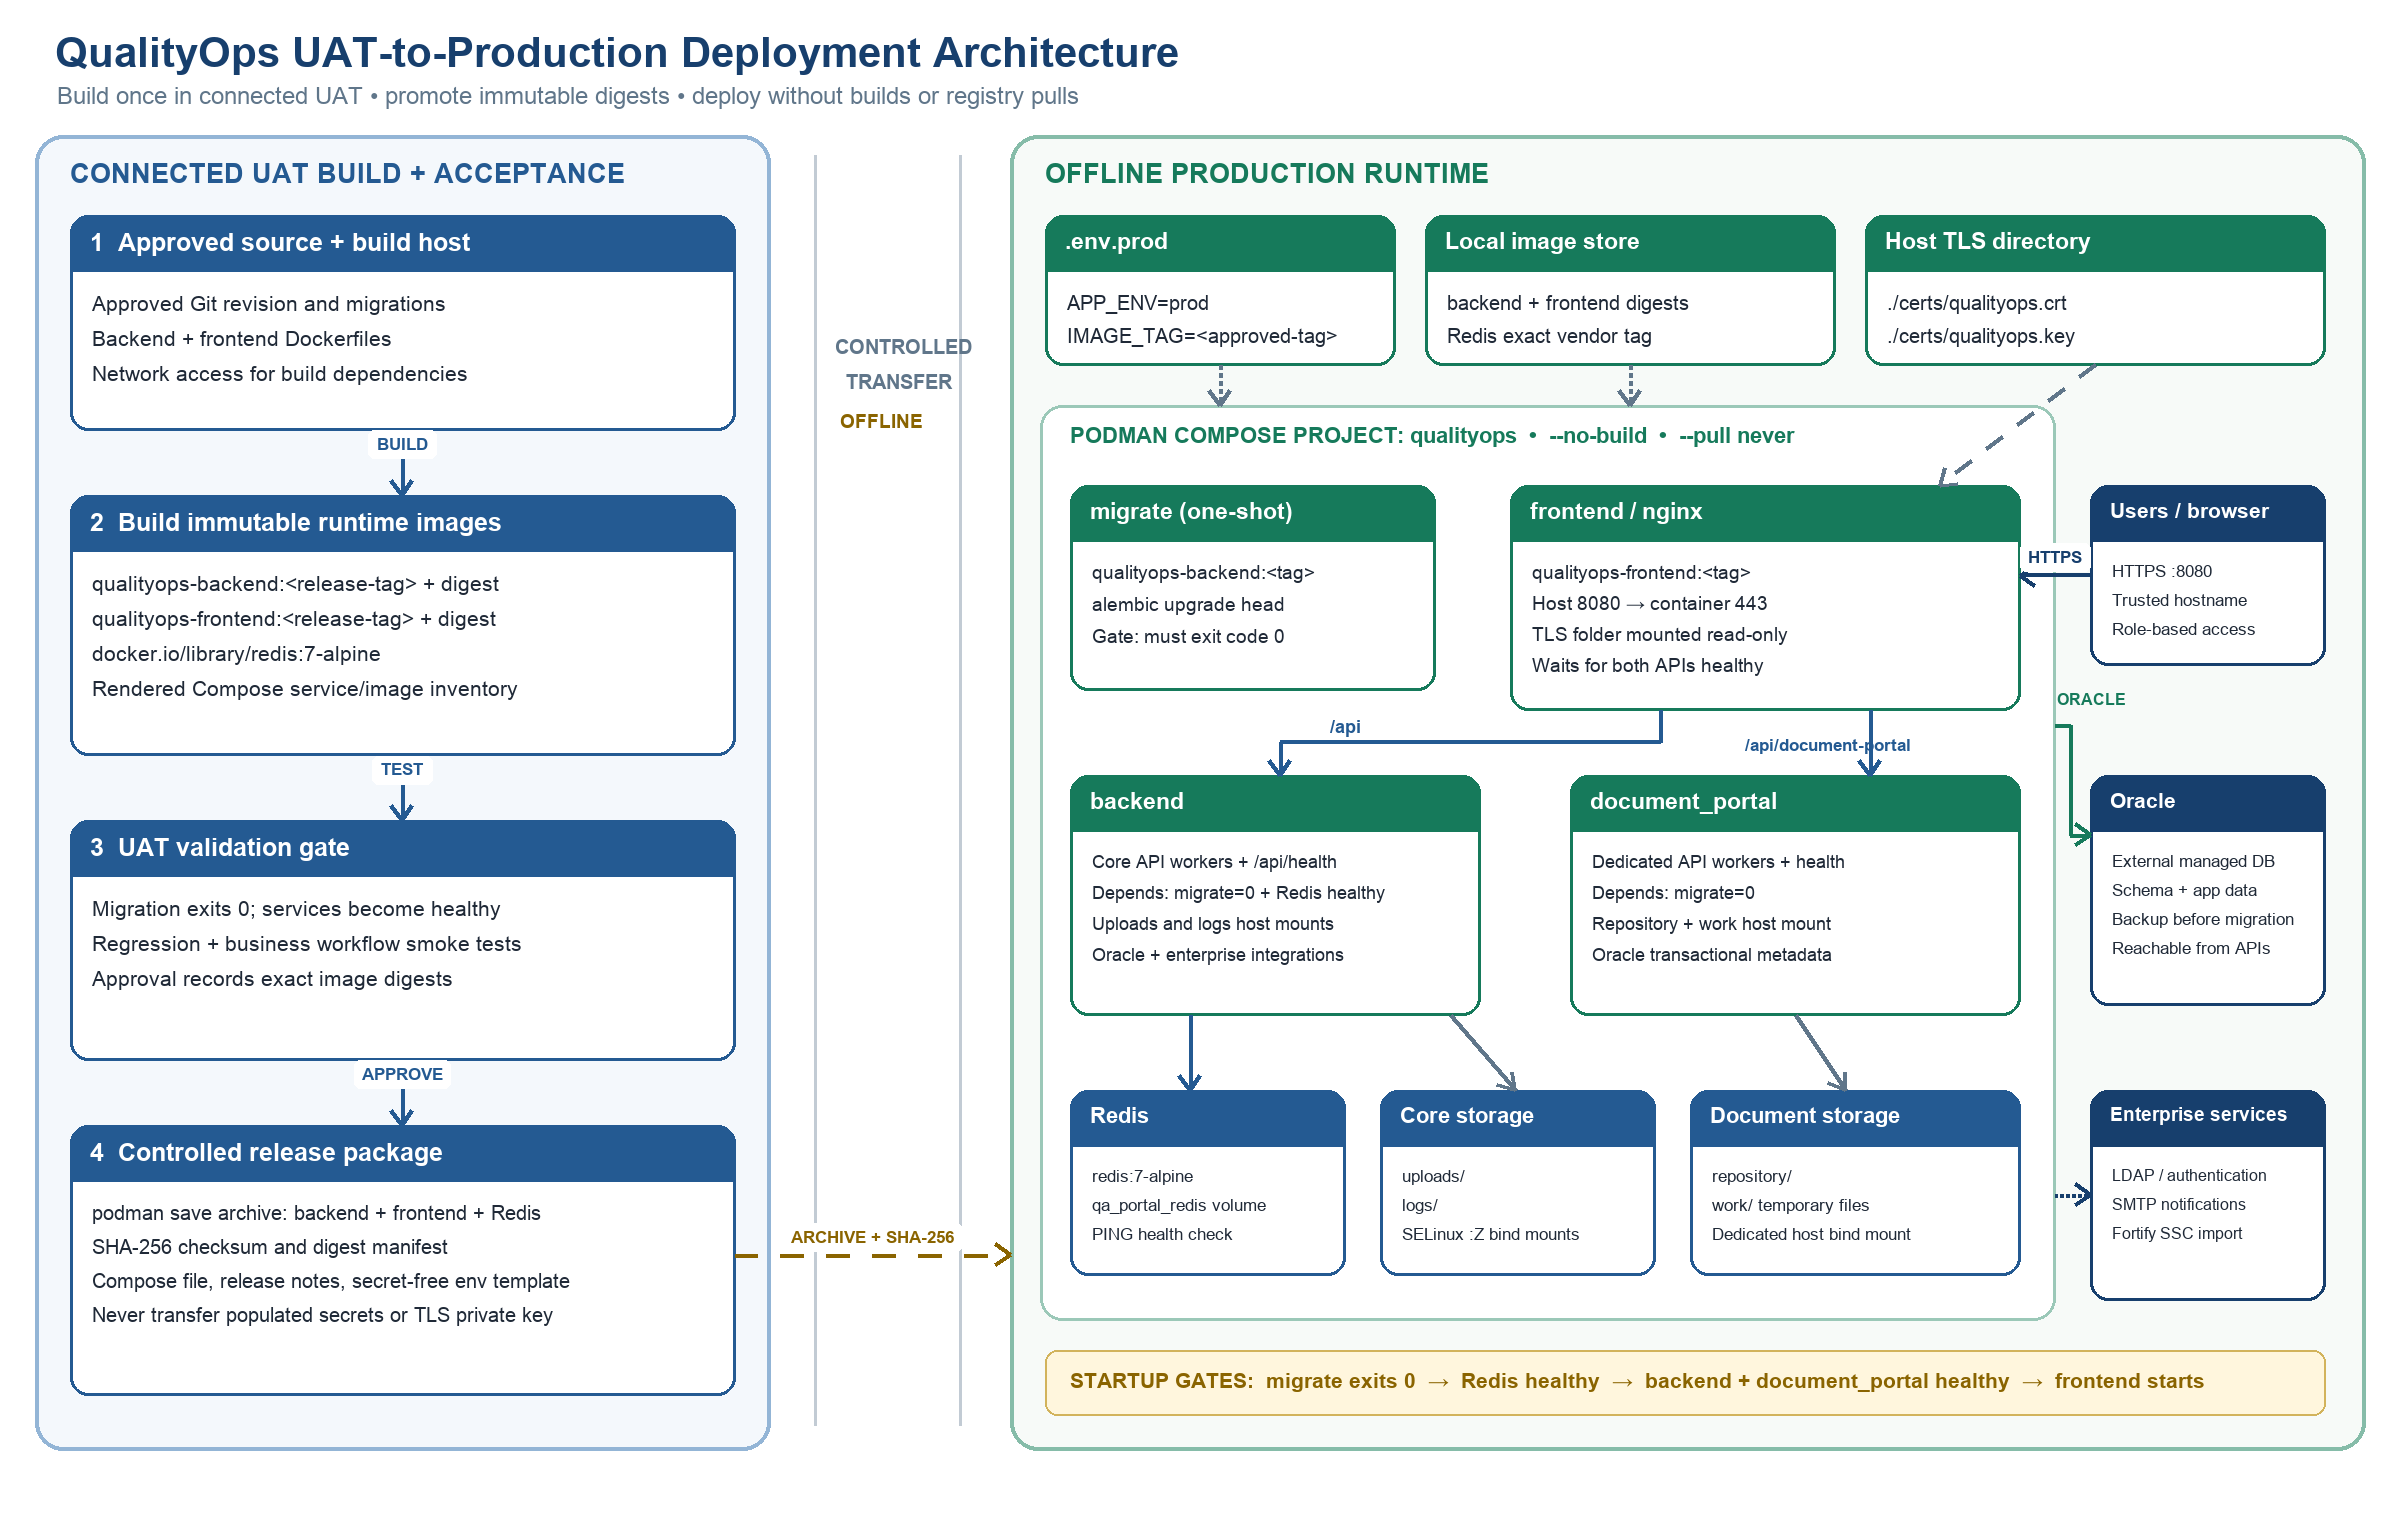 QualityOps UAT-to-Production Deployment Architecture
Build once in connected UAT • promote immutable digests • deploy without builds or registry pulls
CONNECTED UAT BUILD + ACCEPTANCE
1 Approved source + build host
Approved Git revision and migrations
Backend + frontend Dockerfiles
Network access for build dependencies
BUILD
2 Build immutable runtime images
qualityops-backend:<release-tag> + digest
qualityops-frontend:<release-tag> + digest
docker.io/library/redis:7-alpine
Rendered Compose service/image inventory
TEST
3 UAT validation gate
Migration exits 0; services become healthy
Regression + business workflow smoke tests
Approval records exact image digests
APPROVE
4 Controlled release package
podman save archive: backend + frontend + Redis
SHA-256 checksum and digest manifest
Compose file, release notes, secret-free env template
Never transfer populated secrets or TLS private key
CONTROLLED
TRANSFER
OFFLINE
ARCHIVE + SHA-256
OFFLINE PRODUCTION RUNTIME
.env.prod
APP_ENV=prod
IMAGE_TAG=<approved-tag>
Local image store
backend + frontend digests
Redis exact vendor tag
Host TLS directory
./certs/qualityops.crt
./certs/qualityops.key
PODMAN COMPOSE PROJECT: qualityops • --no-build • --pull never
migrate (one-shot)
qualityops-backend:<tag>
alembic upgrade head
Gate: must exit code 0
frontend / nginx
qualityops-frontend:<tag>
Host 8080 → container 443
TLS folder mounted read-only
Waits for both APIs healthy
HTTPS
Users / browser
HTTPS :8080
Trusted hostname
Role-based access
ORACLE
/api
/api/document-portal
backend
Core API workers + /api/health
Depends: migrate=0 + Redis healthy
Uploads and logs host mounts
Oracle + enterprise integrations
document_portal
Dedicated API workers + health
Depends: migrate=0
Repository + work host mount
Oracle transactional metadata
Oracle
External managed DB
Schema + app data
Backup before migration
Reachable from APIs
Redis
redis:7-alpine
qa_portal_redis volume
PING health check
Core storage
uploads/
logs/
SELinux :Z bind mounts
Document storage
repository/
work/ temporary files
Dedicated host bind mount
Enterprise services
LDAP / authentication
SMTP notifications
Fortify SSC import
STARTUP GATES: migrate exits 0 → Redis healthy → backend + document_portal healthy → frontend starts